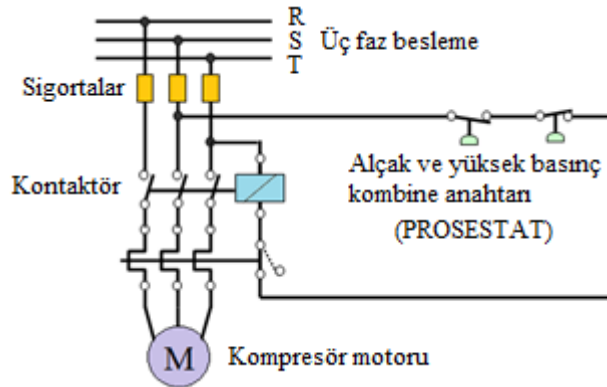 R
S
T
Üç faz besleme
Sigortalar
Alçak ve yüksek basınç
kombine anahtarı
(PROSESTAT)
Kontaktör
M
Kompresör motoru